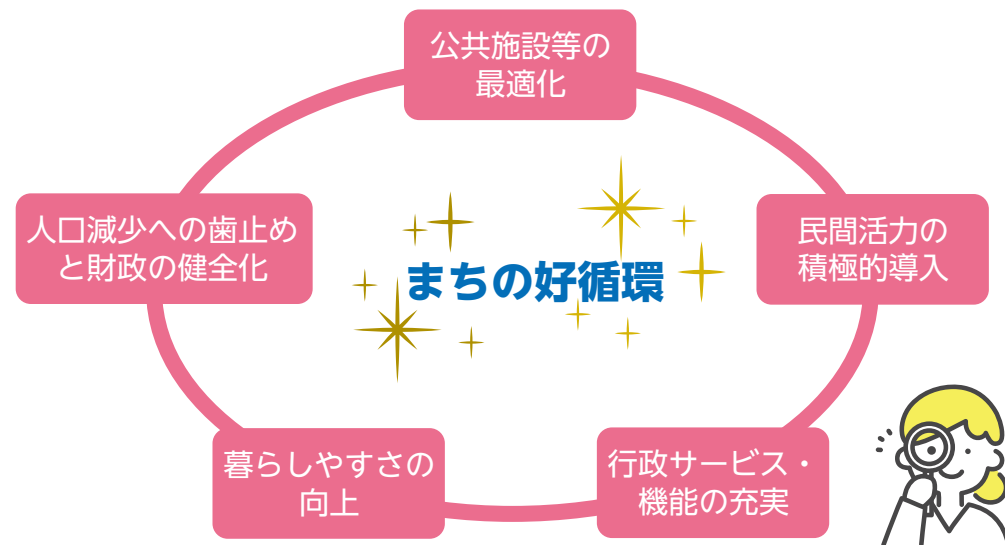 公共施設等の
最適化
人口減少への歯止め
と財政の健全化
民間活力の
積極的導入
まちの好循環
暮らしやすさの
向上
行政サービス・
機能の充実